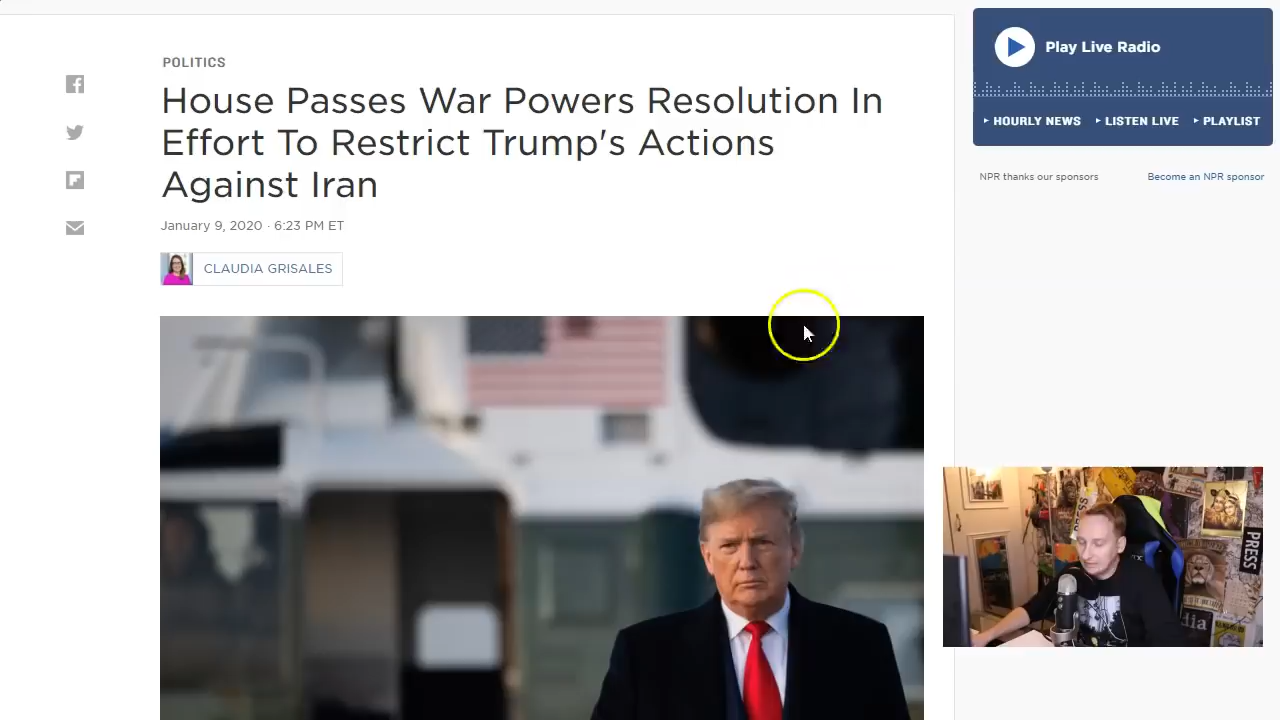 POLITICS
House Passes War Powers Resolution In
Effort To Restrict Trump's Actions
Against Iran
January 9, 2020 · 6:23 PM ET
CLAUDIA GRISALES
Play Live Radio
HOURLY NEWS
LISTEN LIVE
PLAYLIST
NPR thanks our sponsors
Become an NPR sponsor
PRESS